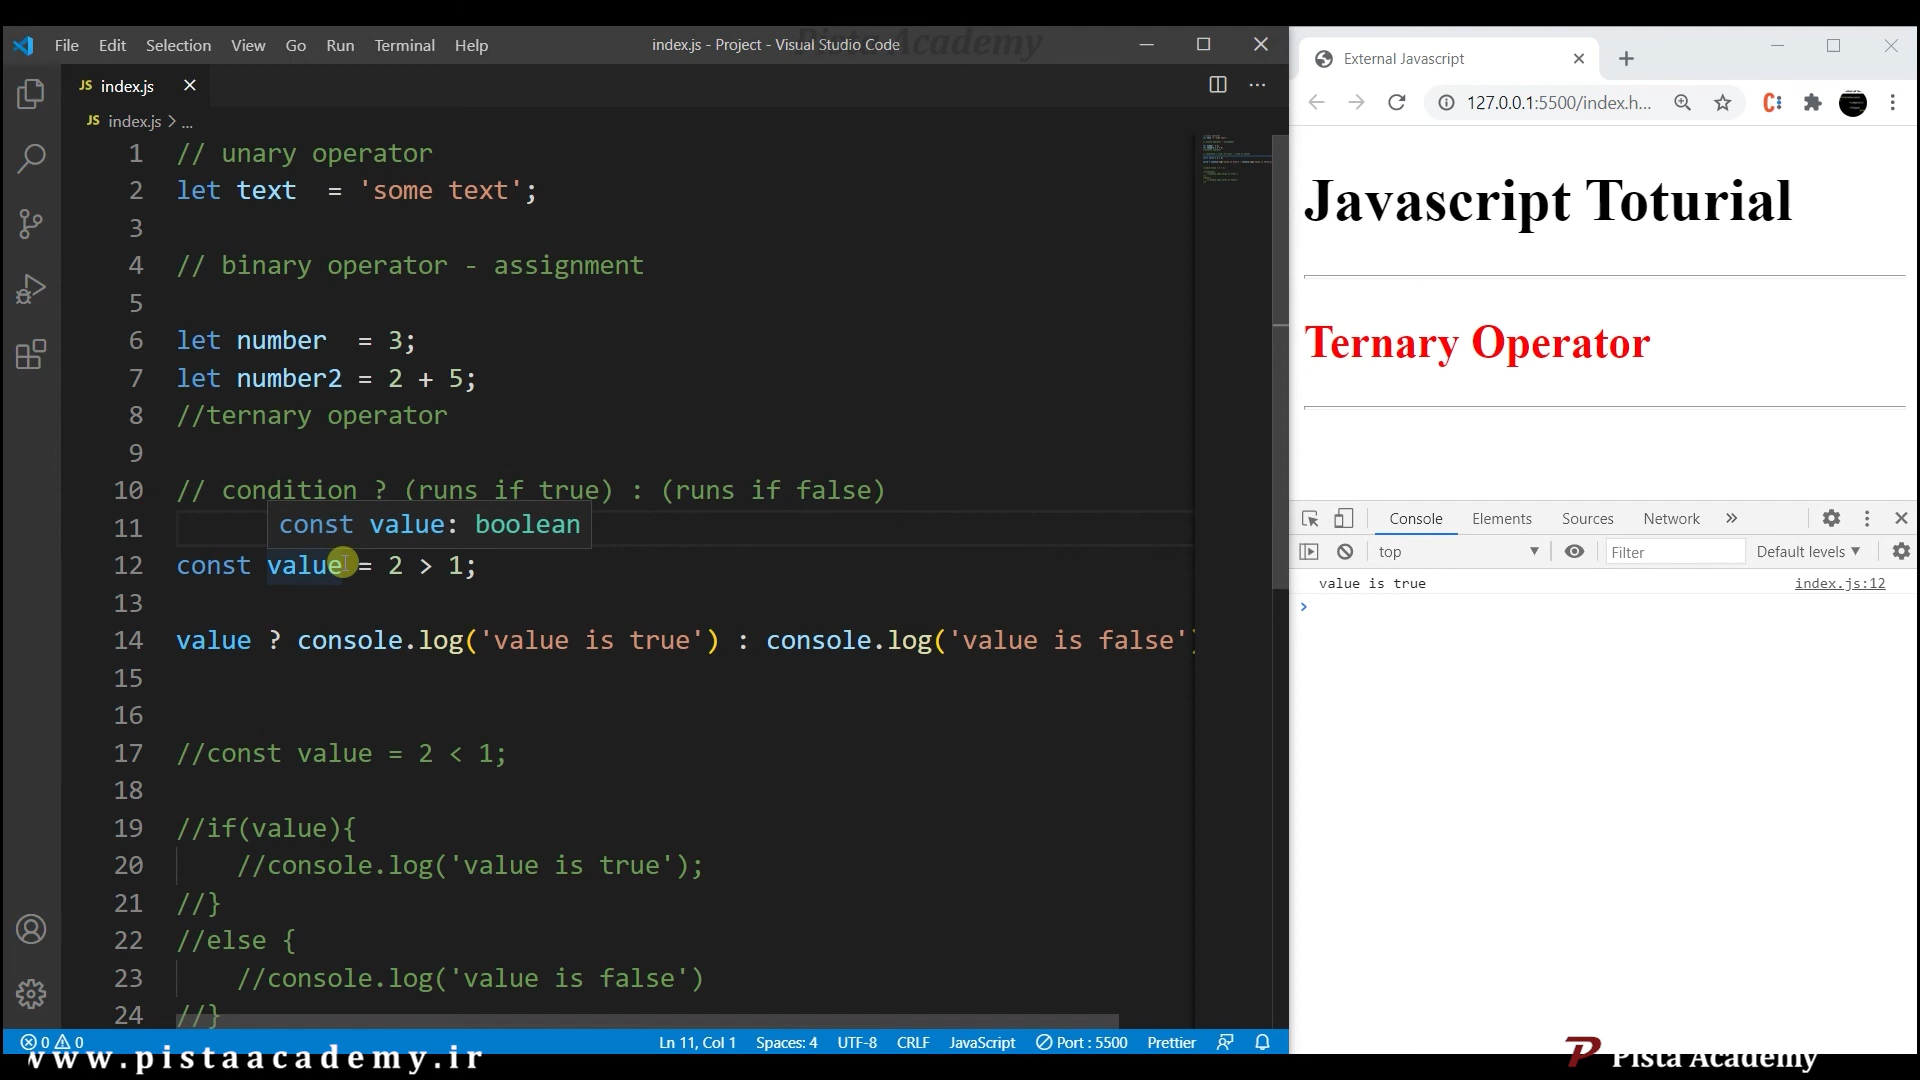 File Edit Selection View Go Run Terminal Help index.js - Project - Visual Studio Code
Pista Academy
JS index.js
JS index.js > ...
1 // unary operator
2 let text  = 'some text';
3
4 // binary operator - assignment
5
6 let number  = 3;
7 let number2 = 2 + 5;
8 //ternary operator
9
10 // condition ? (runs if true) : (runs if false)
const value: boolean
11
12 const value = 2 > 1;
13
14 value ? console.log('value is true') : console.log('value is false')
15
16
17 //const value = 2 < 1;
18
19 //if(value){
20 //console.log('value is true');
21 //}
22 //else {
23 //console.log('value is false')
24 //}
0 0 Ln 11, Col 1 Spaces: 4 UTF-8 CRLF JavaScript Port : 5500 Prettier
www.pistaacademy.ir
External Javascript
127.0.0.1:5500/index.h...
Javascript Toturial
Ternary Operator
Console Elements Sources Network »
top Filter Default levels
value is true index.js:12
>
Pista Academy